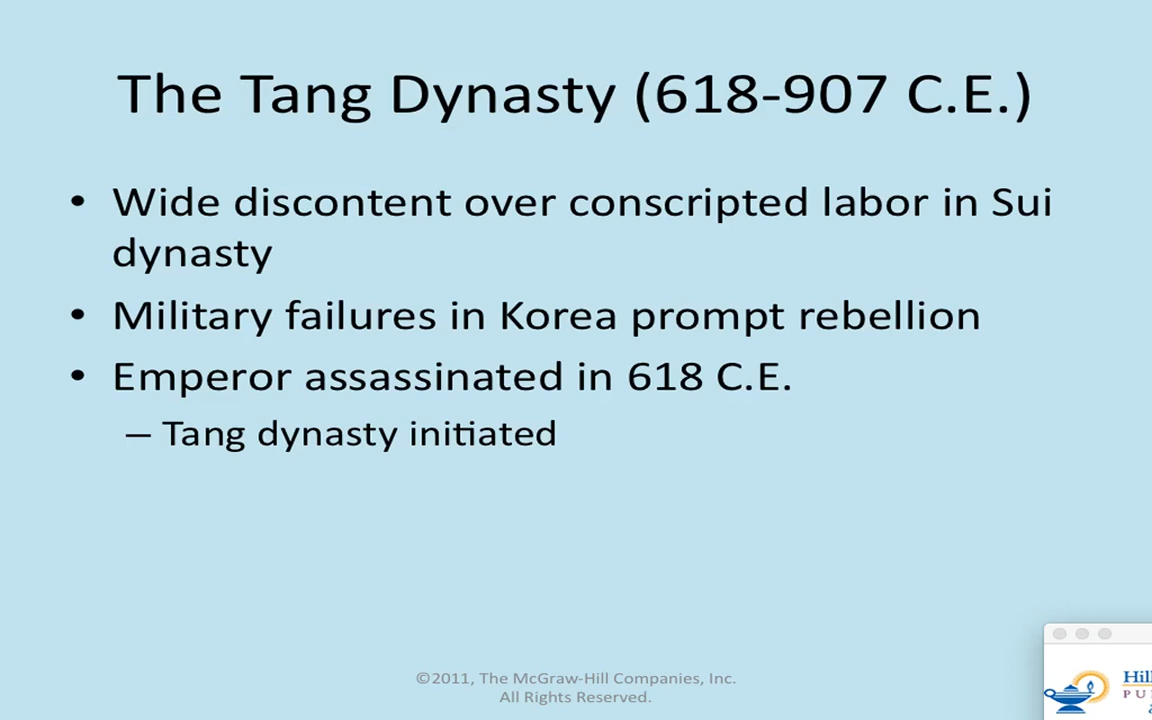 The Tang Dynasty (618-907 C.E.)
• Wide discontent over conscripted labor in Sui
dynasty
• Military failures in Korea prompt rebellion
• Emperor assassinated in 618 C.E.
– Tang dynasty initiated
©2011, The McGraw-Hill Companies, Inc.
All Rights Reserved.